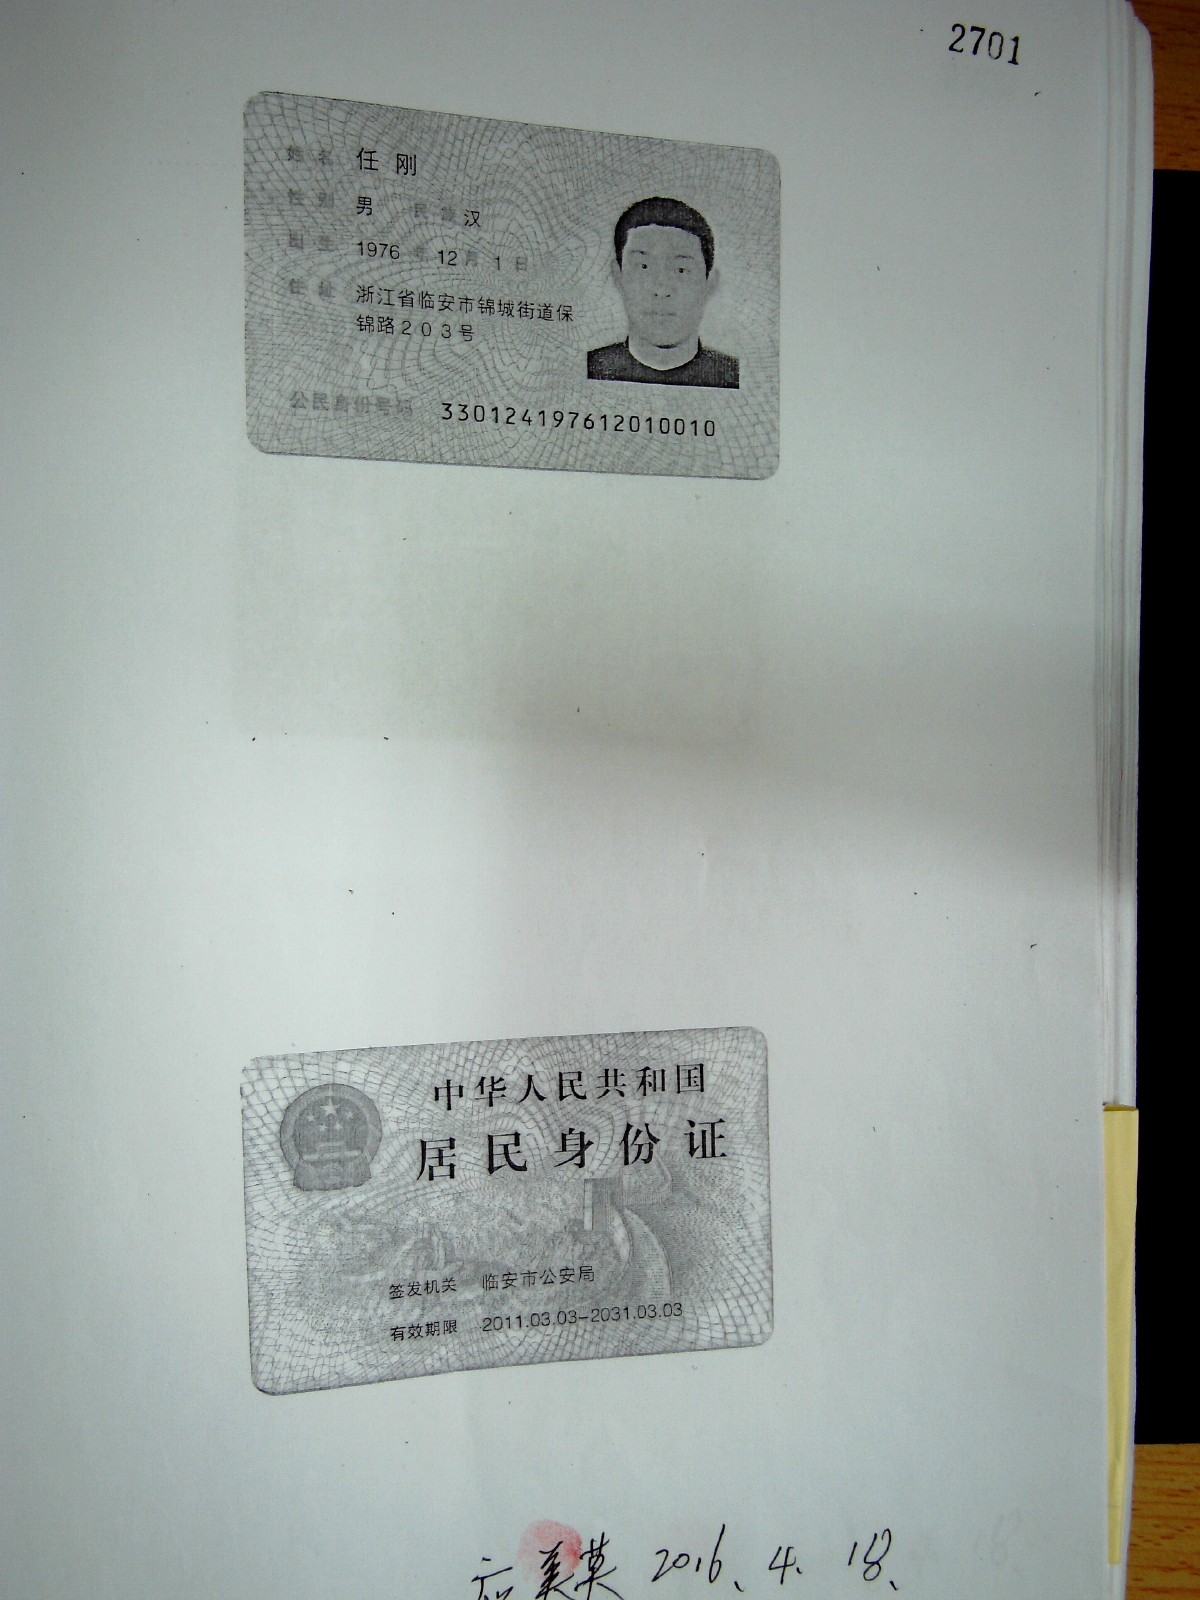 2701
姓名 任刚
性别 男 民族 汉
出生 1976 年 12 月 1 日
住址 浙江省临安市锦城街道保
锦路203号
公民身份号码 330124197612010010
中华人民共和国
居民身份证
签发机关 临安市公安局
有效期限 2011.03.03-2031.03.03
美英 2016.4.18.